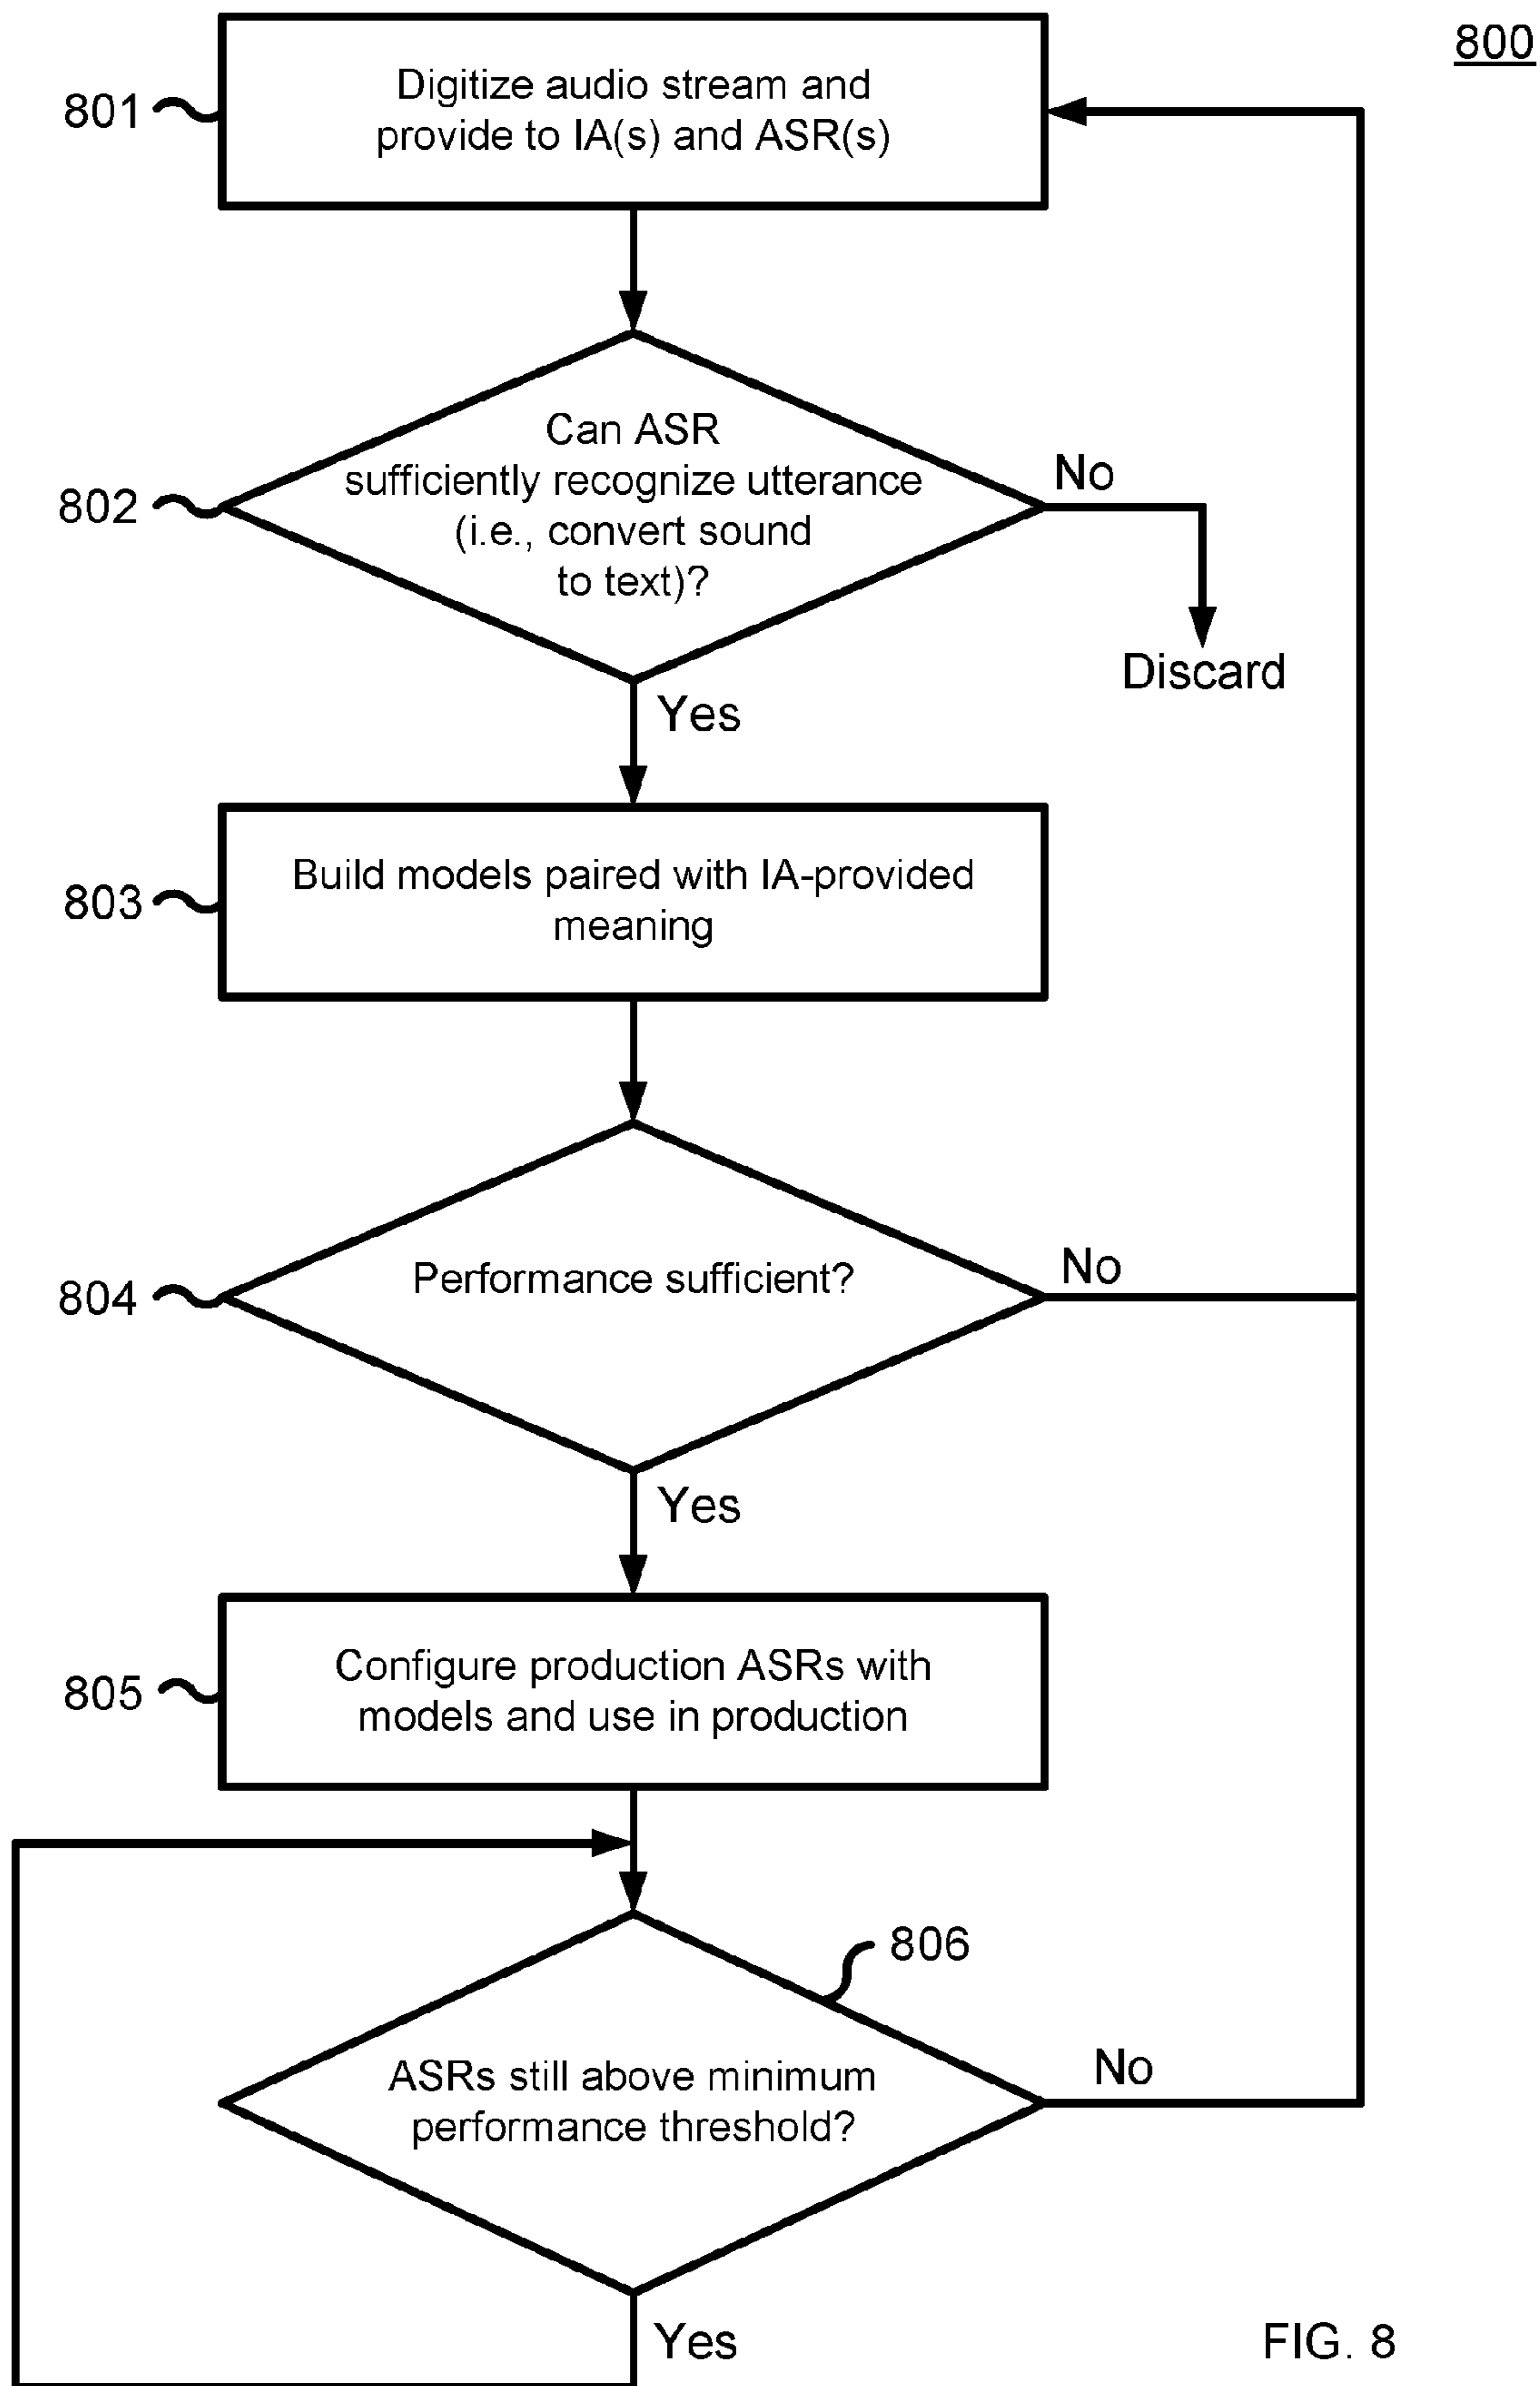 800
801
Digitize audio stream and
provide to IA(s) and ASR(s)
802
Can ASR
sufficiently recognize utterance
(i.e., convert sound
to text)?
No
Discard
Yes
803
Build models paired with IA-provided
meaning
804
Performance sufficient?
No
Yes
805
Configure production ASRs with
models and use in production
806
ASRs still above minimum
performance threshold?
No
Yes
FIG. 8